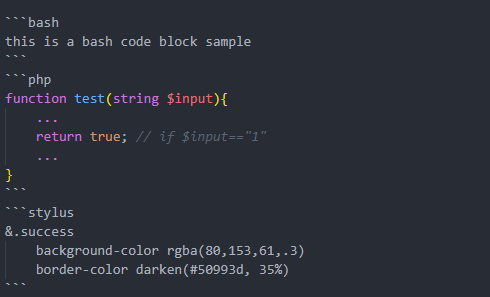 ```bash
this is a bash code block sample
```
```php
function test(string $input){
    ...
    return true; // if $input=="1"
    ...
}
```
```stylus
&.success
    background-color rgba(80,153,61,.3)
    border-color darken(#50993d, 35%)
```